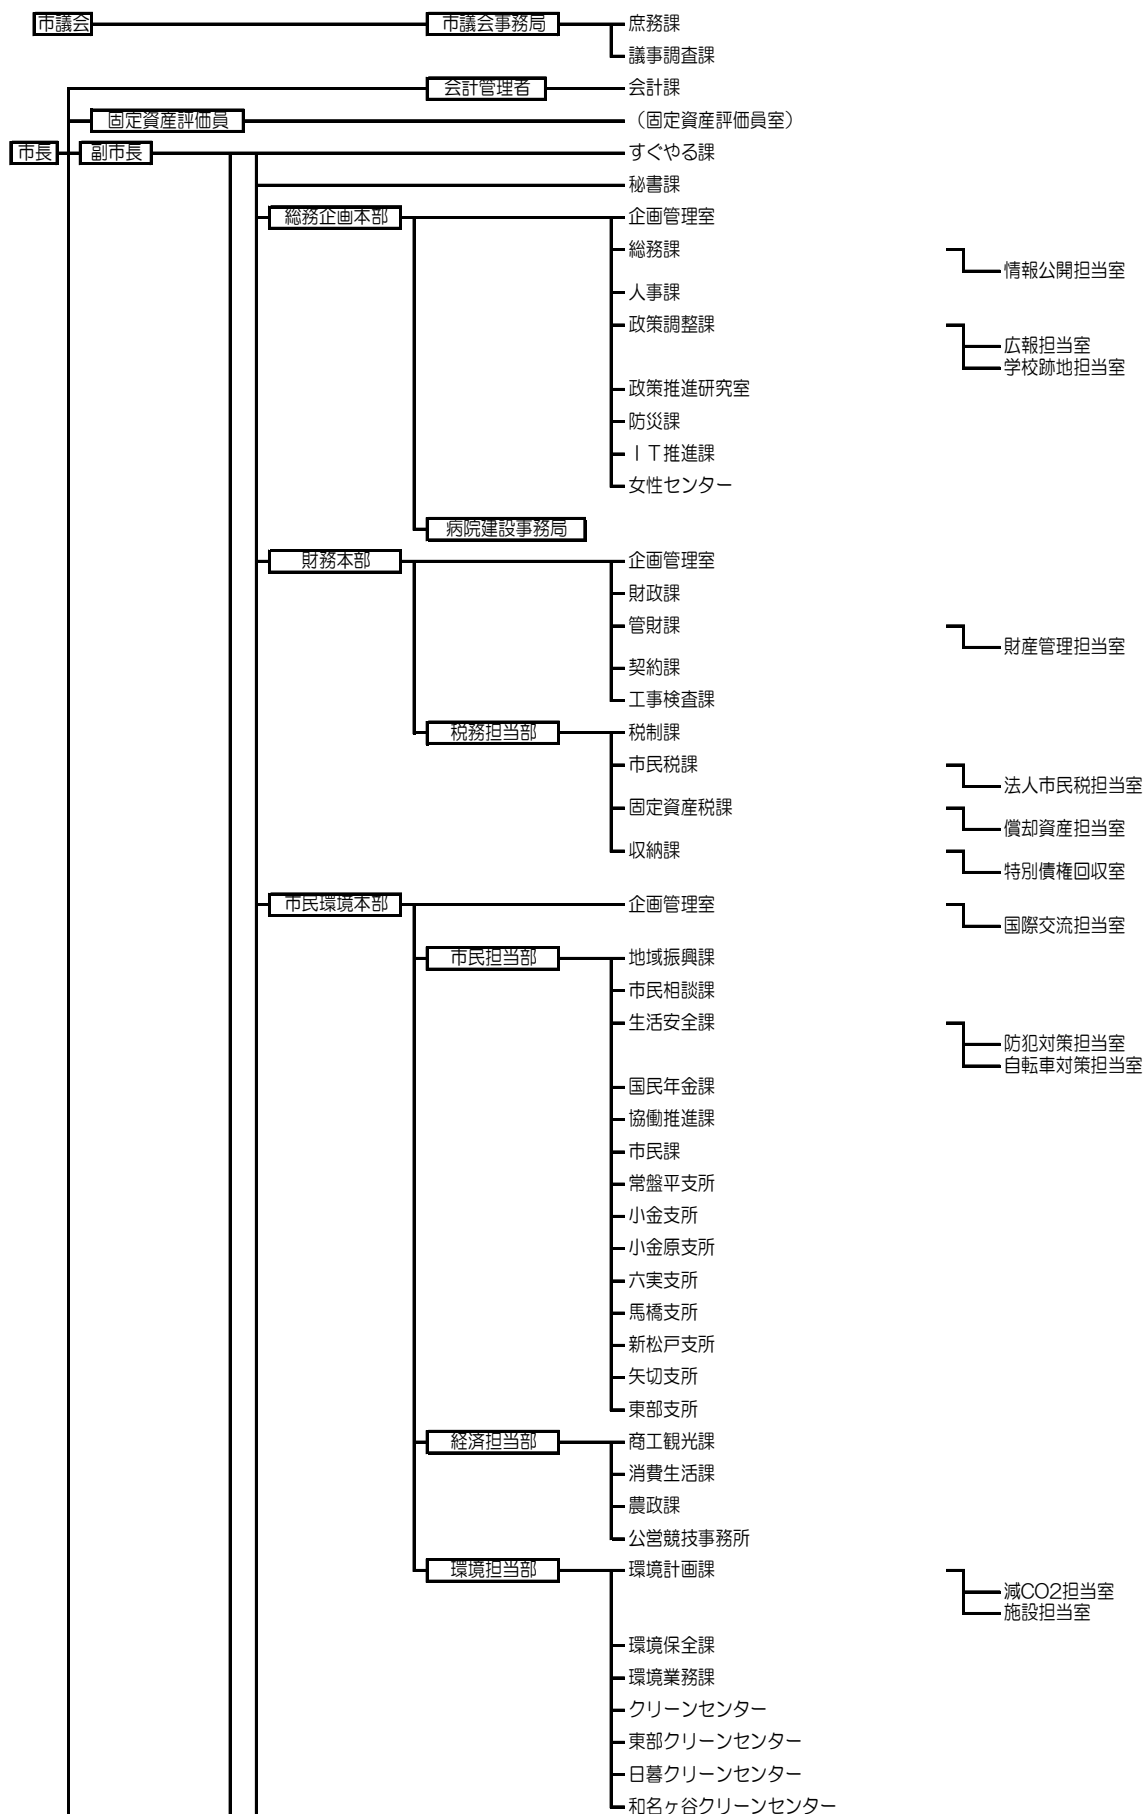 市議会 市議会事務局 庶務課
議事調査課
会計管理者 会計課
固定資産評価員 （固定資産評価員室）
市長 副市長 すぐやる課
秘書課
総務企画本部 企画管理室
総務課
情報公開担当室
人事課
政策調整課
広報担当室
学校跡地担当室
政策推進研究室
防災課
ＩＴ推進課
女性センター
病院建設事務局
財務本部 企画管理室
財政課
管財課
財産管理担当室
契約課
工事検査課
税務担当部 税制課
市民税課
法人市民税担当室
固定資産税課
償却資産担当室
収納課
特別債権回収室
市民環境本部 企画管理室
国際交流担当室
市民担当部 地域振興課
市民相談課
生活安全課
防犯対策担当室
自転車対策担当室
国民年金課
協働推進課
市民課
常盤平支所
小金支所
小金原支所
六実支所
馬橋支所
新松戸支所
矢切支所
東部支所
経済担当部 商工観光課
消費生活課
農政課
公営競技事務所
環境担当部 環境計画課
減CO2担当室
施設担当室
環境保全課
環境業務課
クリーンセンター
東部クリーンセンター
日暮クリーンセンター
和名ヶ谷クリーンセンター